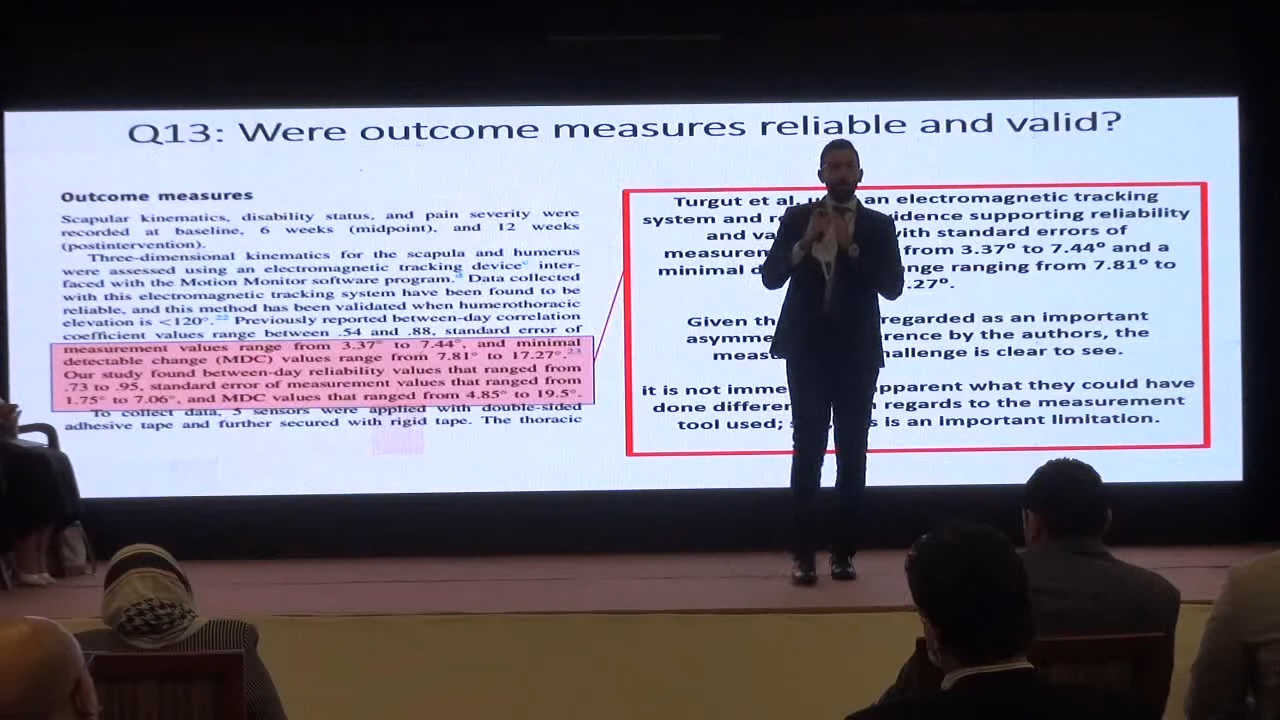 Q13: Were outcome measures reliable and valid?
Outcome measures
Scapular kinematics, disability status, and pain severity were
recorded at baseline, 6 weeks (midpoint), and 12 weeks
(postintervention).
Three-dimensional kinematics for the scapula and humerus
were assessed using an electromagnetic tracking device inter-
faced with the Motion Monitor software program. Data collected
with this electromagnetic tracking system have been found to be
reliable, and this method has been validated when humerothoracic
elevation is <120°.22 Previously reported between-day correlation
coefficient values range between .54 and .88, standard error of
measurement values range from 3.37° to 7.44°, and minimal
detectable change (MDC) values range from 7.81° to 17.27°.23
Our study found between-day reliability values that ranged from
.73 to .95, standard error of measurement values that ranged from
1.75° to 7.06°, and MDC values that ranged from 4.85° to 19.5°.
To collect data, 5 sensors were applied with double-sided
adhesive tape and further secured with rigid tape. The thoracic
Turgut et al. an electromagnetic tracking
system and supporting reliability
and with standard errors of
from 3.37º to 7.44º and a
minimal ranging from 7.81º to
.27º.
Given regarded as an important
by the authors, the
challenge is clear to see.
it is not apparent what they could have
done regards to the measurement
tool used; is an important limitation.